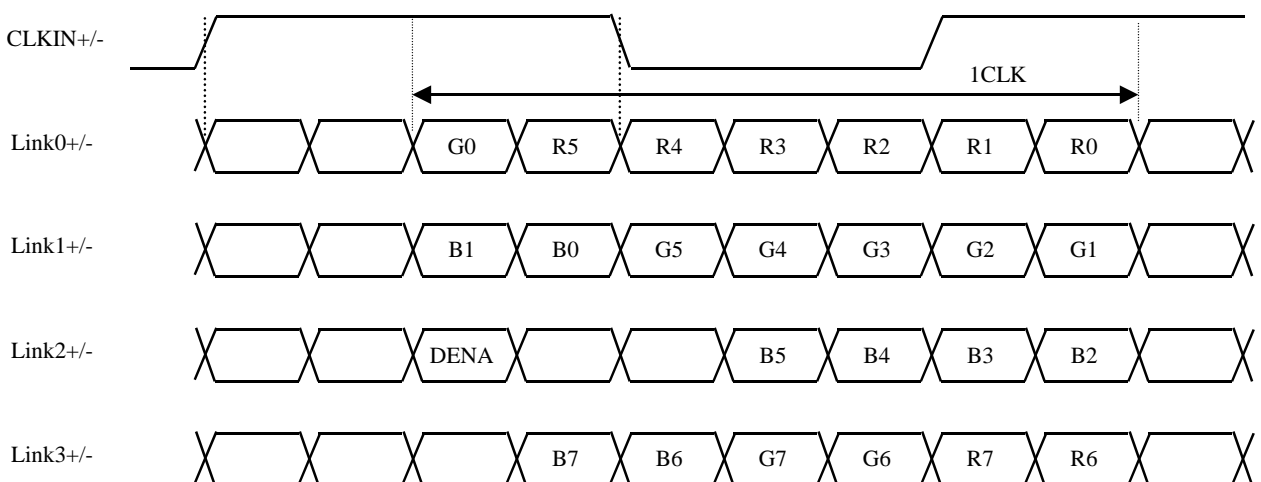 CLKIN+/-
1CLK
Link0+/- G0 R5 R4 R3 R2 R1 R0
Link1+/- B1 B0 G5 G4 G3 G2 G1
Link2+/- DENA B5 B4 B3 B2
Link3+/- B7 B6 G7 G6 R7 R6